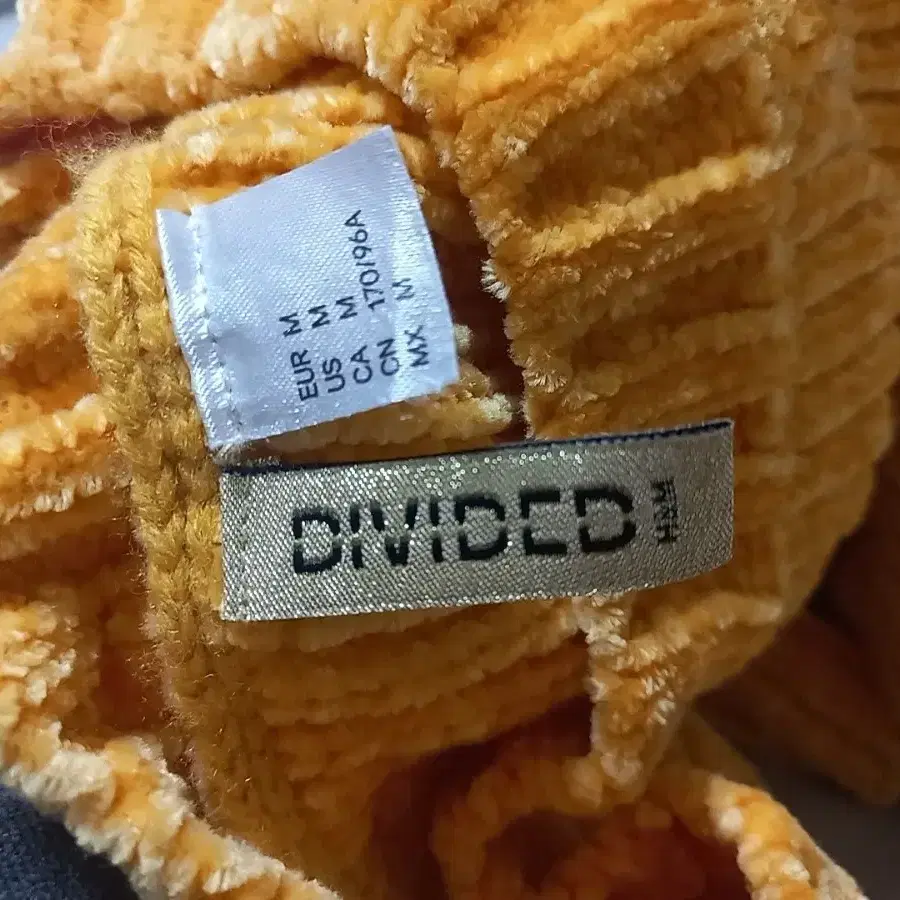 EUR M
US M
CA M
CN 170/96A
MX M
DIVIDED
H&M